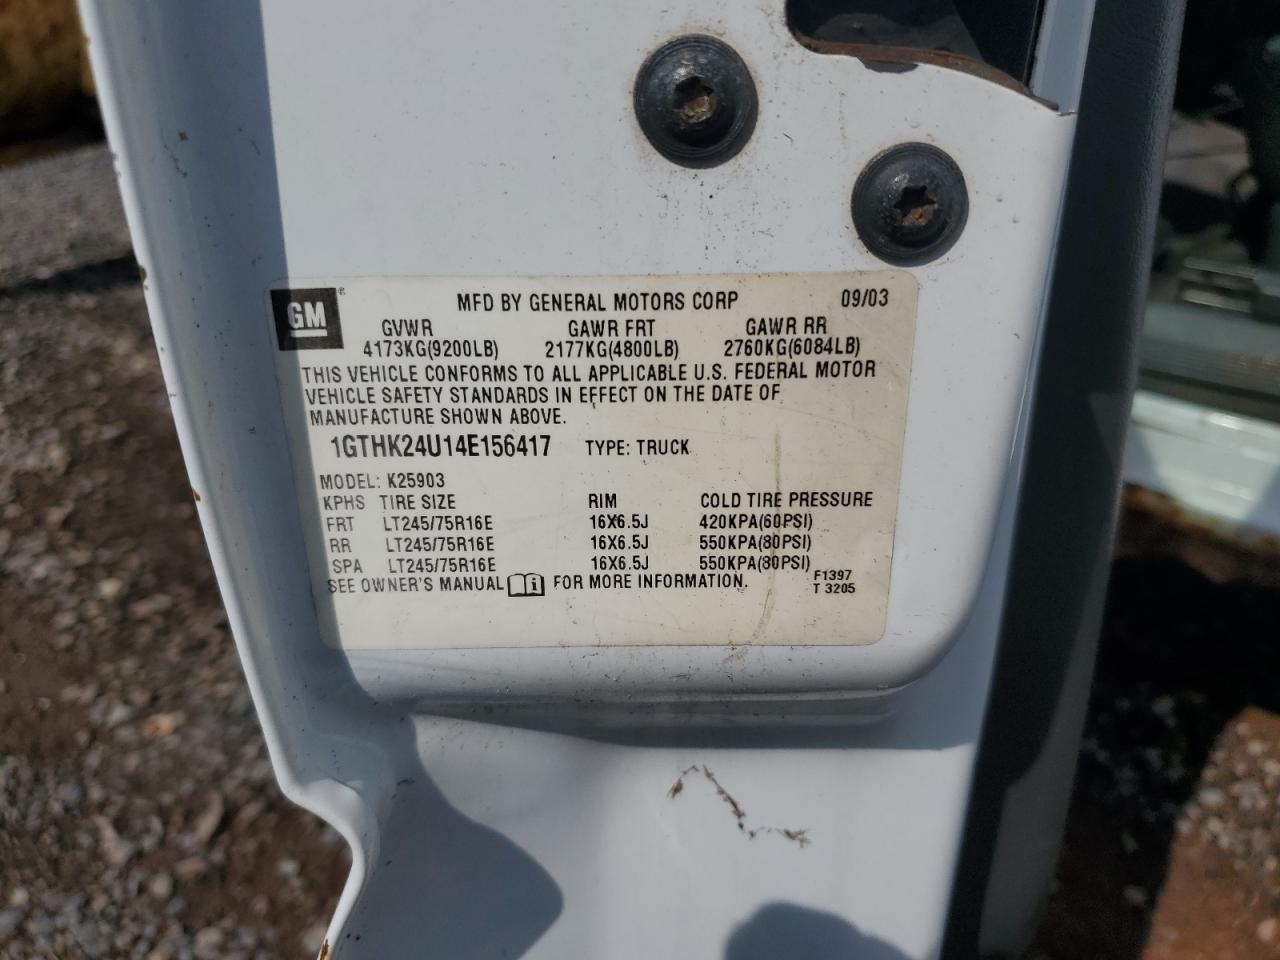 GM® MFD BY GENERAL MOTORS CORP 09/03
GVWR GAWR FRT GAWR RR
4173KG(9200LB) 2177KG(4800LB) 2760KG(6084LB)
THIS VEHICLE CONFORMS TO ALL APPLICABLE U.S. FEDERAL MOTOR
VEHICLE SAFETY STANDARDS IN EFFECT ON THE DATE OF
MANUFACTURE SHOWN ABOVE.
1GTHK24U14E156417 TYPE: TRUCK
MODEL: K25903
KPHS TIRE SIZE RIM COLD TIRE PRESSURE
FRT LT245/75R16E 16X6.5J 420KPA(60PSI)
RR LT245/75R16E 16X6.5J 550KPA(80PSI)
SPA LT245/75R16E 16X6.5J 550KPA(80PSI)
SEE OWNER'S MANUAL FOR MORE INFORMATION. F1397
T 3205